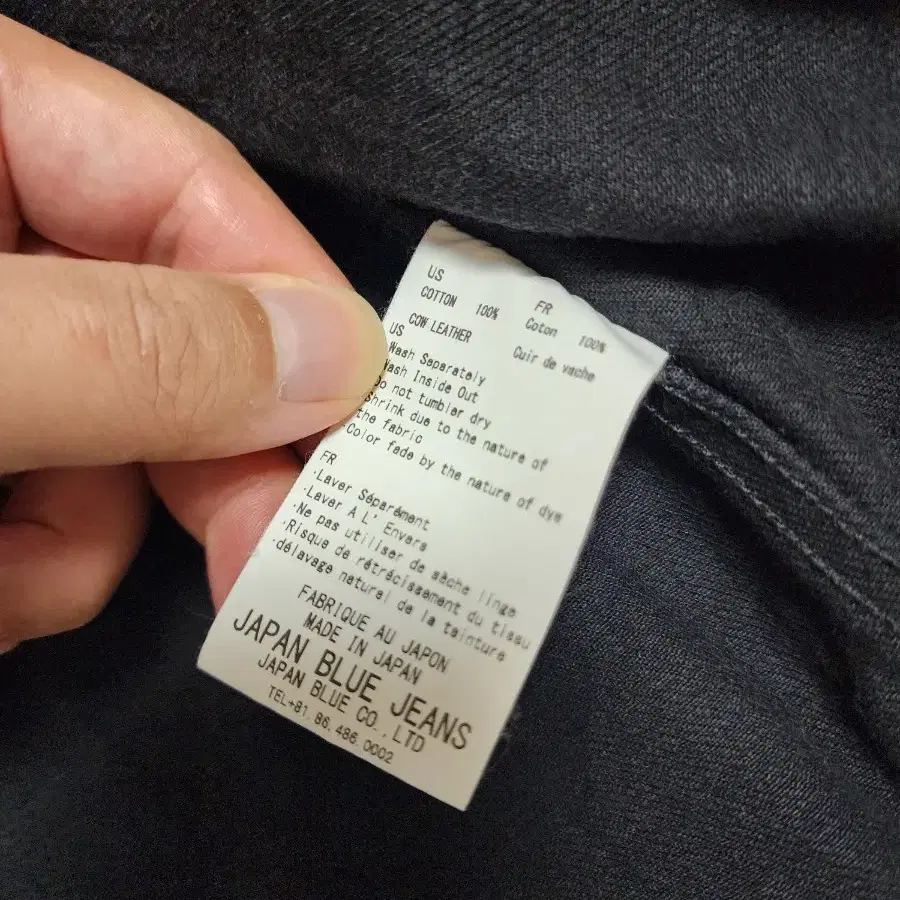 US
COTTON 100%
COW LEATHER
FR
Coton 100%
Cuir de vache
US
Wash Separately
Wash Inside Out
Do not tumbler dry
Shrink due to the nature of
the fabric
·Color fade by the nature of dye
FR
·Laver Séparément
·Laver A L' Envers
·Ne pas utiliser de sèche linge
·Risque de rétrécissement du tissu
·délavage natural de la teinture
FABRIQUE AU JAPON
MADE IN JAPAN
JAPAN BLUE JEANS
JAPAN BLUE CO.,LTD
TEL+81.86.486.0002